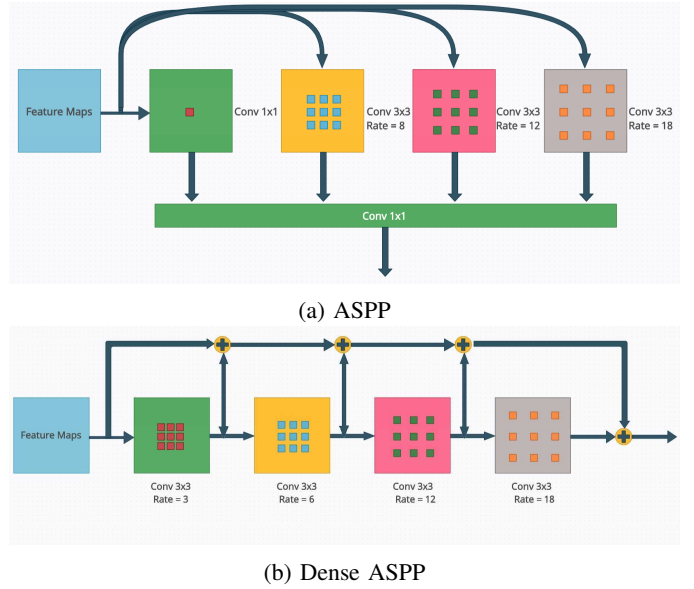 Feature Maps
Conv 1x1
Conv 3x3
Rate = 8
Conv 3x3
Rate = 12
Conv 3x3
Rate = 18
Conv 1x1
(a) ASPP
Feature Maps
Conv 3x3
Rate = 3
Conv 3x3
Rate = 6
Conv 3x3
Rate = 12
Conv 3x3
Rate = 18
(b) Dense ASPP